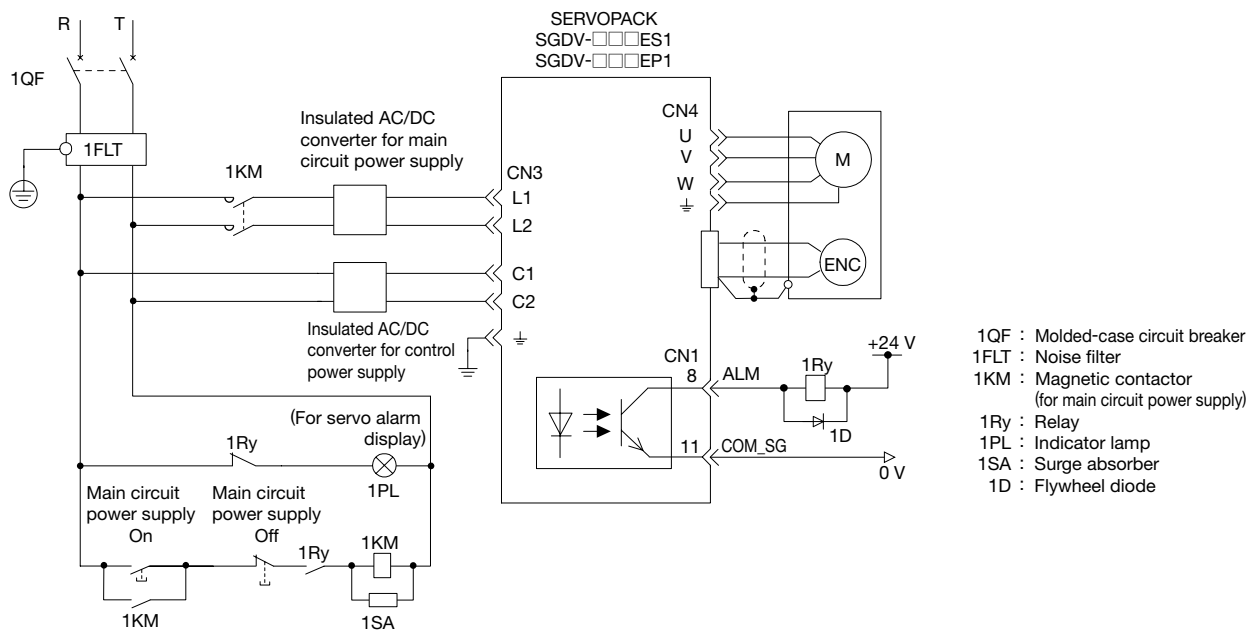 R T
1QF
1FLT
SERVOPACK
SGDV-□□□ES1
SGDV-□□□EP1
Insulated AC/DC
converter for main
circuit power supply
1KM
CN3
L1
L2
C1
C2
Insulated AC/DC
converter for control
power supply
CN4
U
V
W
M
ENC
CN1
8 ALM
1Ry
+24 V
1D
11 COM_SG
0 V
(For servo alarm
display)
1Ry
1PL
Main circuit
power supply
On
Main circuit
power supply
Off
1Ry
1KM
1KM
1SA
1QF : Molded-case circuit breaker
1FLT : Noise filter
1KM : Magnetic contactor
(for main circuit power supply)
1Ry : Relay
1PL : Indicator lamp
1SA : Surge absorber
1D : Flywheel diode